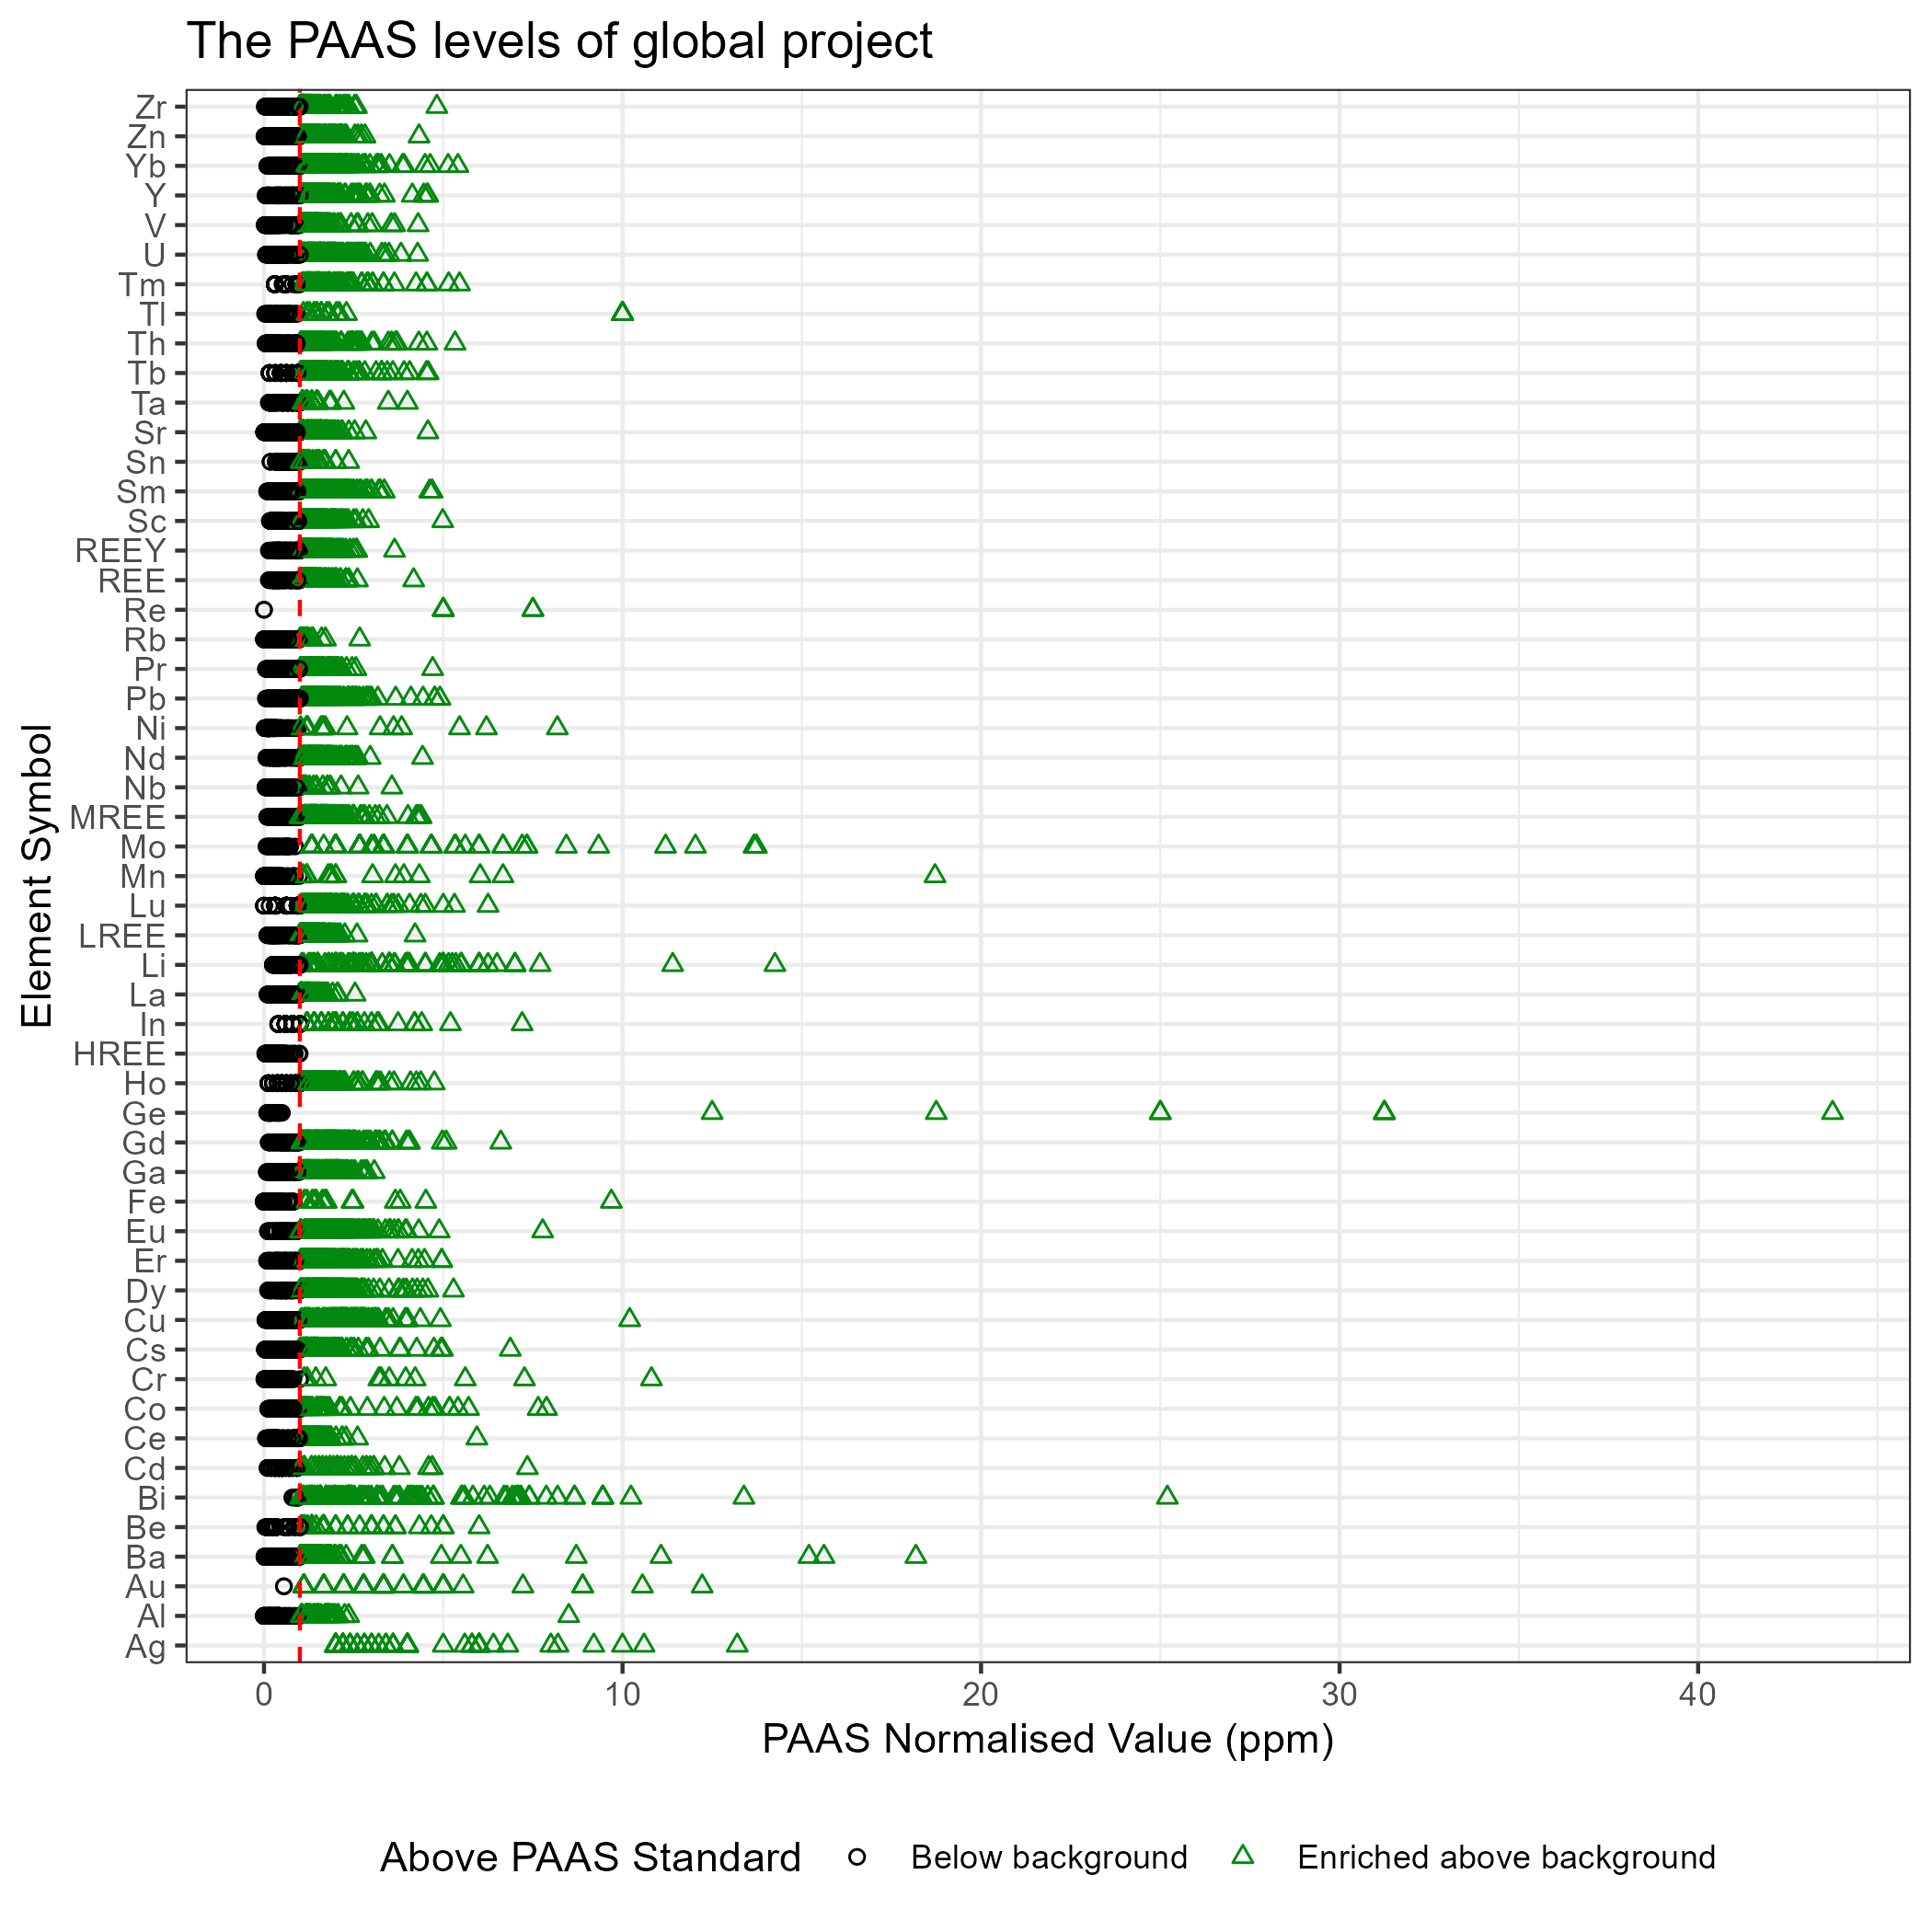 The PAAS levels of global project
Zr
Zn
Yb
Y
V
U
Tm
Tl
Th
Tb
Ta
Sr
Sn
Sm
Sc
REEY
REE
Re
Rb
Pr
Pb
Ni
Nd
Nb
MREE
Mo
Mn
Lu
LREE
Li
La
In
HREE
Ho
Ge
Gd
Ga
Fe
Eu
Er
Dy
Cu
Cs
Cr
Co
Ce
Cd
Bi
Be
Ba
Au
Al
Ag
Element Symbol
0 10 20 30 40
PAAS Normalised Value (ppm)
Above PAAS Standard Below background Enriched above background